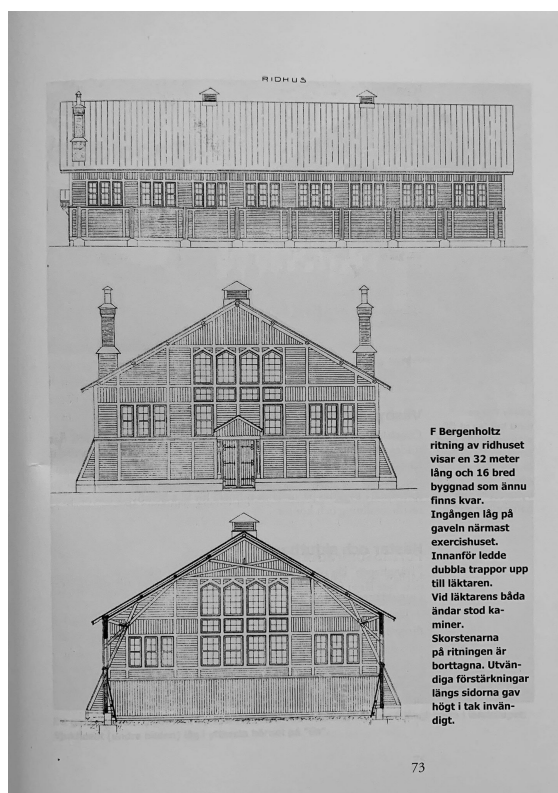 RIDHUS
F Bergenholtz
ritning av ridhuset
visar en 32 meter
lång och 16 bred
byggnad som ännu
finns kvar.
Ingången låg på
gaveln närmast
exercishuset.
Innanför ledde
dubbla trappor upp
till läktaren.
Vid läktarens båda
ändar stod ka-
miner.
Skorstenarna
på ritningen är
borttagna. Utvän-
diga förstärkningar
längs sidorna gav
högt i tak invän-
digt.
73